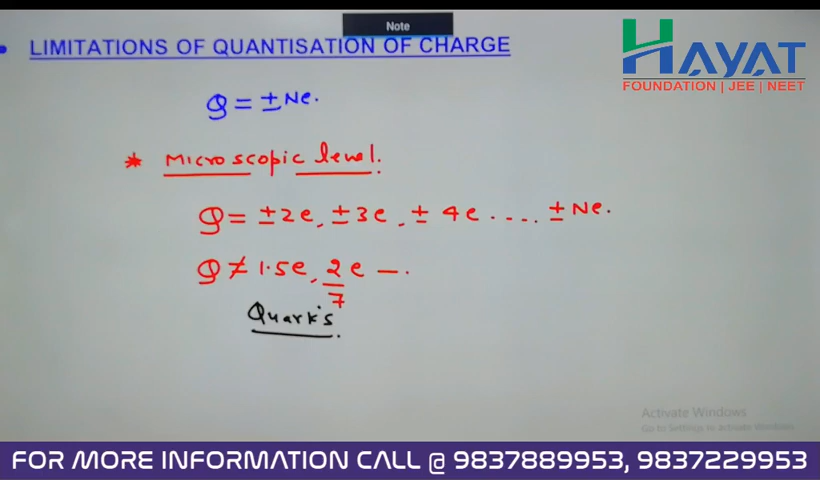 Note
• LIMITATIONS OF QUANTISATION OF CHARGE
HAYAT
FOUNDATION | JEE | NEET
Q = ±Ne.
* Microscopic level.
Q = ±2e, ±3e, ± 4e .... ± Ne.
Q ≠ 1.5e, 2/7 e —.
Quark's
Activate Windows
Go to Settings to activate Windows.
FOR MORE INFORMATION CALL @ 9837889953, 9837229953